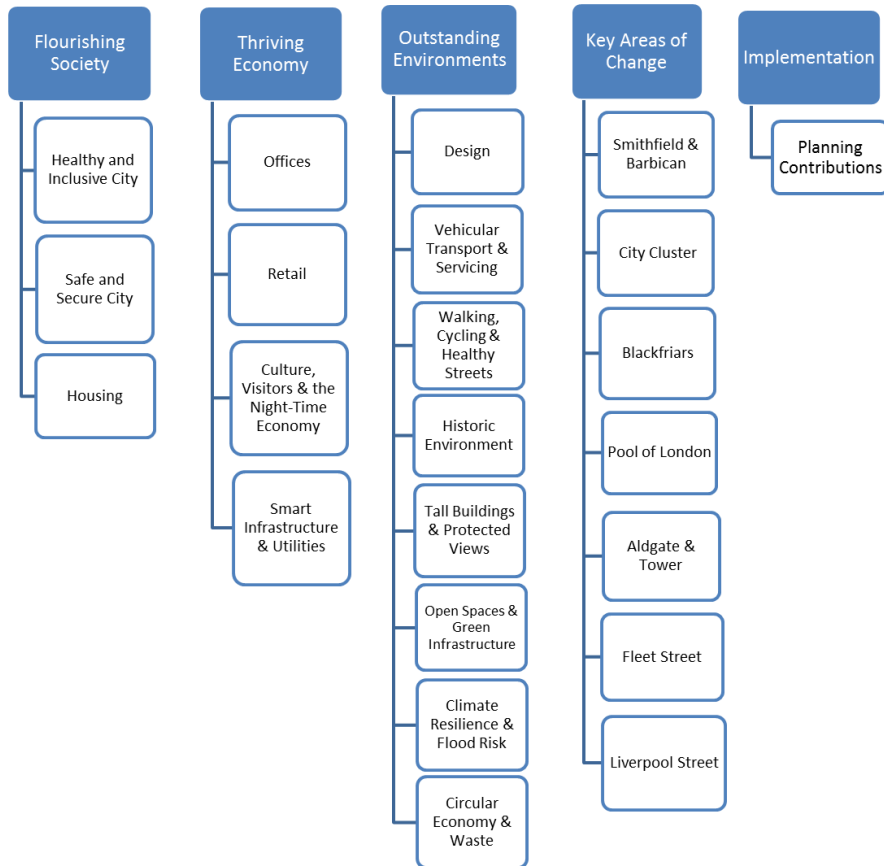 Flourishing
Society
Healthy and
Inclusive City
Safe and
Secure City
Housing
Thriving
Economy
Offices
Retail
Culture,
Visitors & the
Night-Time
Economy
Smart
Infrastructure
& Utilities
Outstanding
Environments
Design
Vehicular
Transport &
Servicing
Walking,
Cycling &
Healthy
Streets
Historic
Environment
Tall Buildings
& Protected
Views
Open Spaces &
Green
Infrastructure
Climate
Resilience &
Flood Risk
Circular
Economy &
Waste
Key Areas of
Change
Smithfield &
Barbican
City Cluster
Blackfriars
Pool of London
Aldgate &
Tower
Fleet Street
Liverpool Street
Implementation
Planning
Contributions